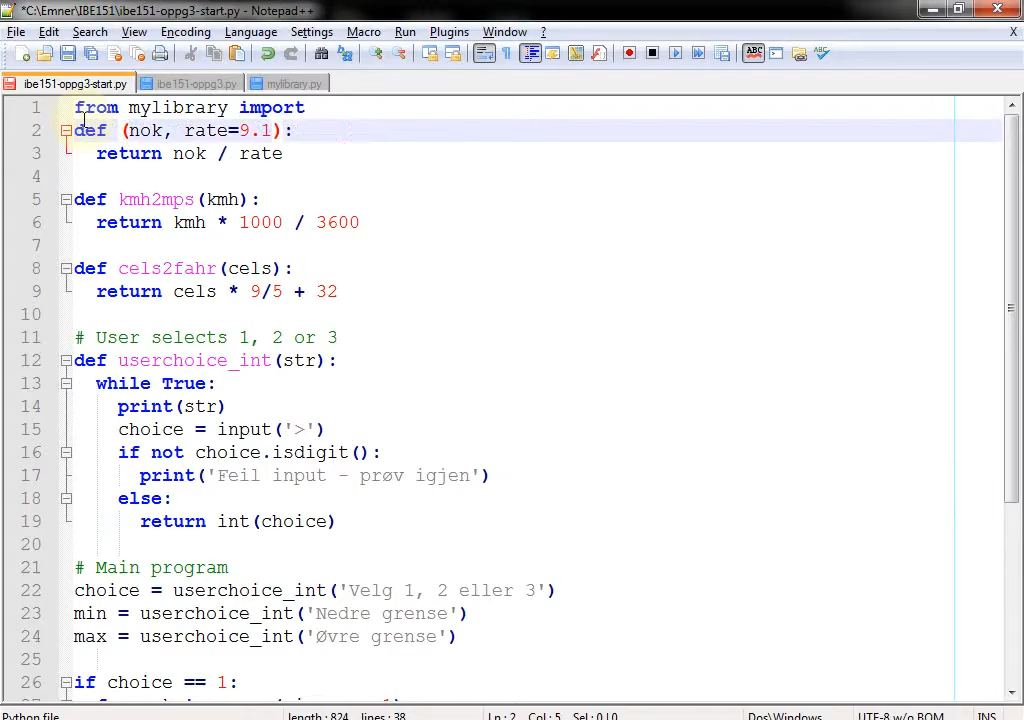 *C:\Emner\IBE151\ibe151-oppg3-start.py - Notepad++
File Edit Search View Encoding Language Settings Macro Run Plugins Window ? X
ibe151-oppg3-start.py ibe151-oppg3.py mylibrary.py
1 from mylibrary import
2 def (nok, rate=9.1):
3 return nok / rate
4
5 def kmh2mps(kmh):
6 return kmh * 1000 / 3600
7
8 def cels2fahr(cels):
9 return cels * 9/5 + 32
10
11 # User selects 1, 2 or 3
12 def userchoice_int(str):
13 while True:
14 print(str)
15 choice = input('>')
16 if not choice.isdigit():
17 print('Feil input - prøv igjen')
18 else:
19 return int(choice)
20
21 # Main program
22 choice = userchoice_int('Velg 1, 2 eller 3')
23 min = userchoice_int('Nedre grense')
24 max = userchoice_int('Øvre grense')
25
26 if choice == 1:
Python file length : 824 lines : 38 Ln : 2 Col : 5 Sel : 0 | 0 Dos\Windows UTF-8 w/o BOM INS